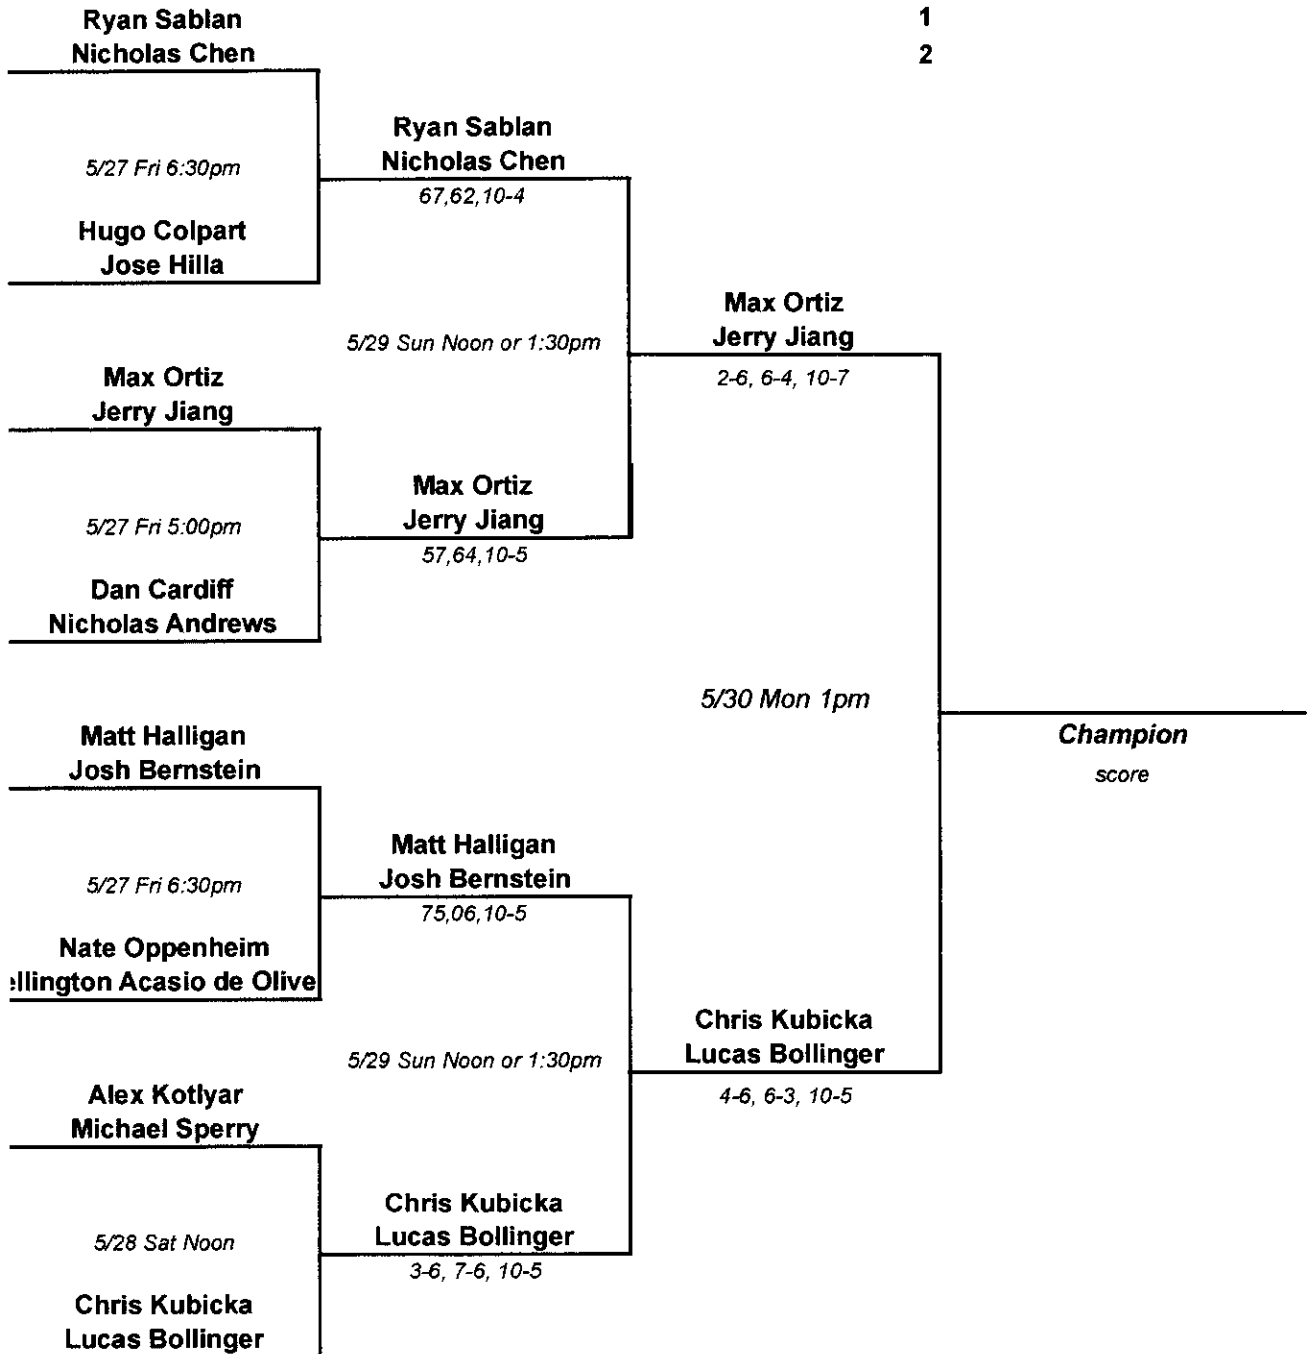 Ryan Sablan
Nicholas Chen
1
2
5/27 Fri 6:30pm
Ryan Sablan
Nicholas Chen
67,62,10-4
Hugo Colpart
Jose Hilla
5/29 Sun Noon or 1:30pm
Max Ortiz
Jerry Jiang
2-6, 6-4, 10-7
Max Ortiz
Jerry Jiang
5/27 Fri 5:00pm
Max Ortiz
Jerry Jiang
57,64,10-5
Dan Cardiff
Nicholas Andrews
5/30 Mon 1pm
Champion
score
Matt Halligan
Josh Bernstein
5/27 Fri 6:30pm
Matt Halligan
Josh Bernstein
75,06,10-5
Nate Oppenheim
ellington Acasio de Olive
5/29 Sun Noon or 1:30pm
Chris Kubicka
Lucas Bollinger
4-6, 6-3, 10-5
Alex Kotlyar
Michael Sperry
5/28 Sat Noon
Chris Kubicka
Lucas Bollinger
3-6, 7-6, 10-5
Chris Kubicka
Lucas Bollinger